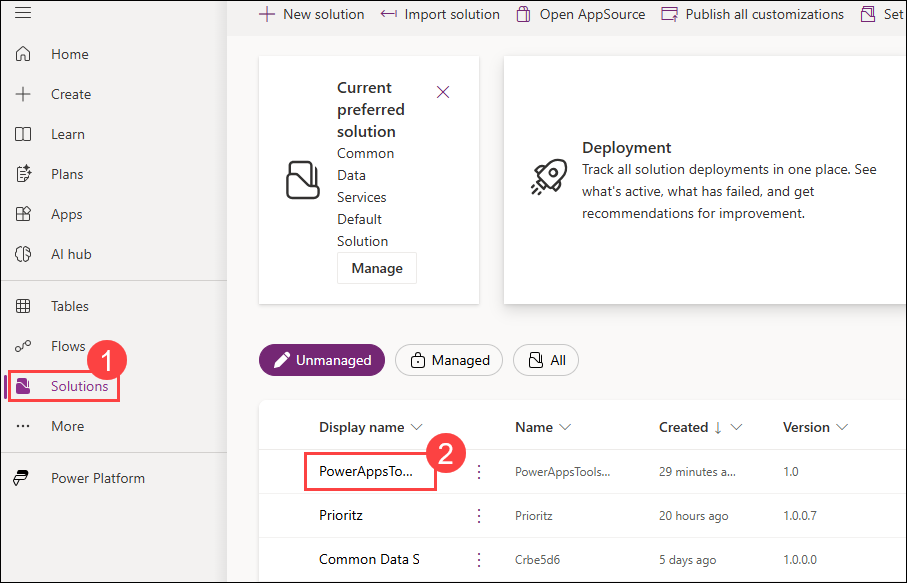 New solution
Import solution
Open AppSource
Publish all customizations
Set
Home
Create
Learn
Plans
Apps
AI hub
Tables
Flows
1
Solutions
More
Power Platform
Current
preferred
solution
Common
Data
Services
Default
Solution
Manage
Deployment
Track all solution deployments in one place. See
what's active, what has failed, and get
recommendations for improvement.
Unmanaged
Managed
All
Display name
Name
Created ↓
Version
2
PowerAppsTo...
PowerAppsTools...
29 minutes a...
1.0
Prioritz
Prioritz
20 hours ago
1.0.0.7
Common Data S
Crbe5d6
5 days ago
1.0.0.0